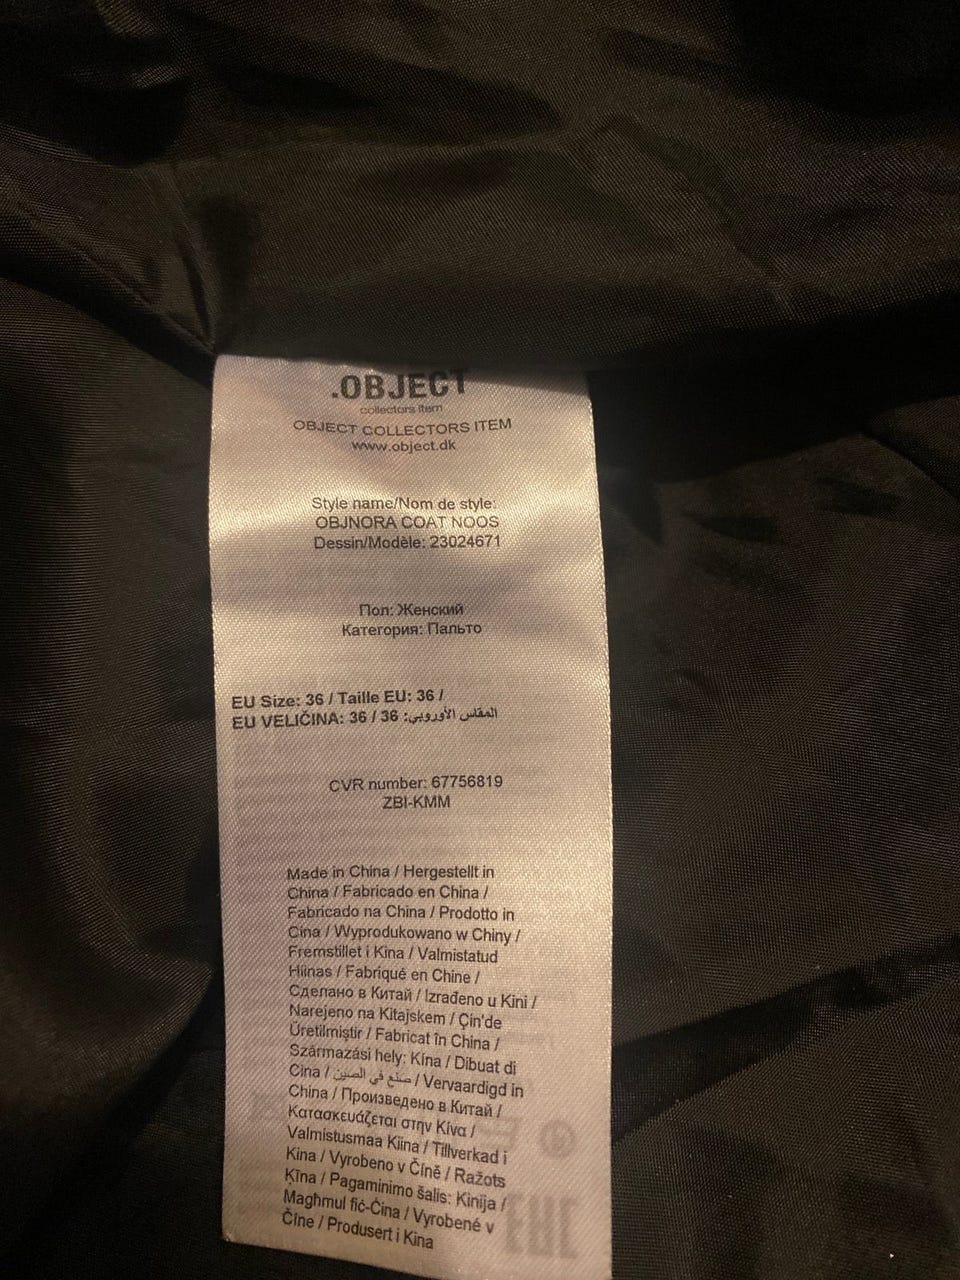 .OBJECT
collectors item
OBJECT COLLECTORS ITEM
www.object.dk
Style name/Nom de style:
OBJNORA COAT NOOS
Dessin/Modèle: 23024671
Пол: Женский
Категория: Пальто
EU Size: 36 / Taille EU: 36 /
EU VELIČINA: 36 / 36 :المقاس الأوروبي
CVR number: 67756819
ZBI-KMM
Made in China / Hergestellt in
China / Fabricado en China /
Fabricado na China / Prodotto in
Cina / Wyprodukowano w Chiny /
Fremstillet i Kina / Valmistatud
Hiinas / Fabriqué en Chine /
Сделано в Китай / Izrađeno u Kini /
Narejeno na Kitajskem / Çin'de
Üretilmiştir / Fabricat în China /
Származási hely: Kína / Dibuat di
Cina / صنع في الصين / Vervaardigd in
China / Произведено в Китай /
Κατασκευάζεται στην Κίνα /
Valmistusmaa Kiina / Tillverkad i
Kina / Vyrobeno v Číně / Ražots
Ķīna / Pagaminimo šalis: Kinija /
Magħmul fiċ-Ċina / Vyrobené v
Číne / Produsert i Kina